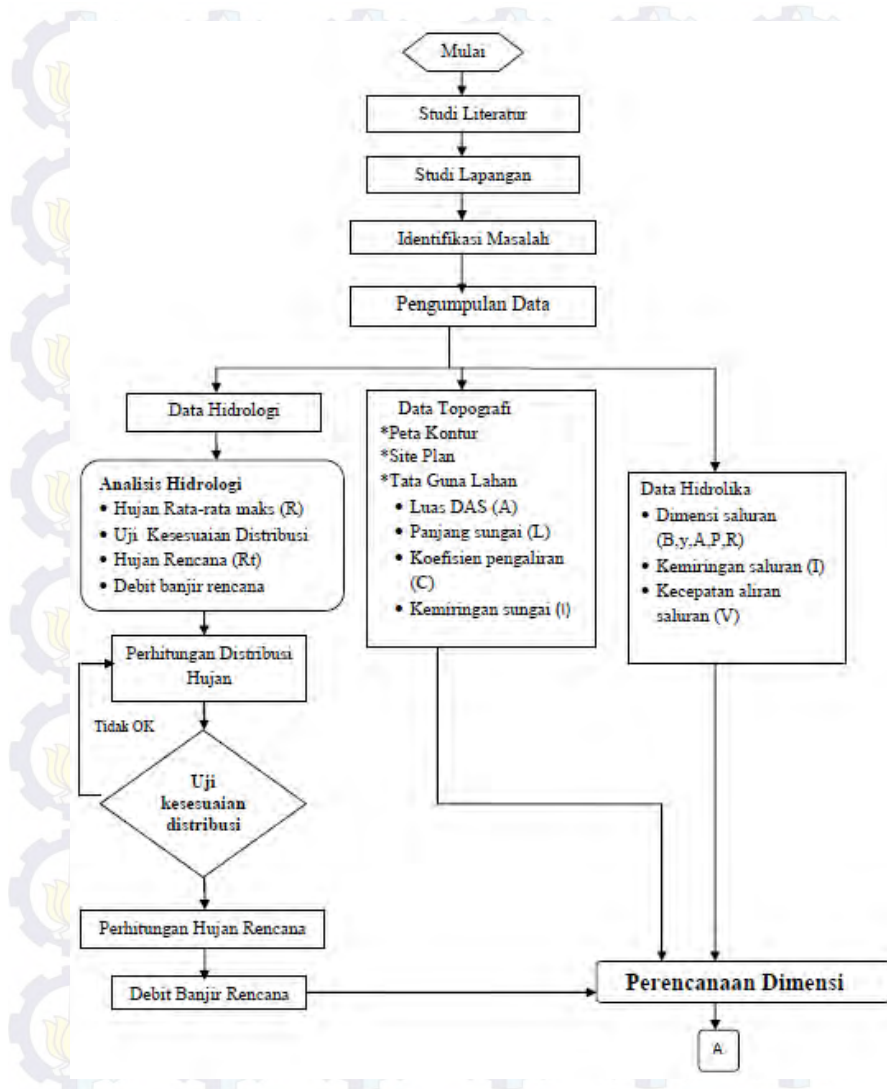 Mulai
Studi Literatur
Studi Lapangan
Identifikasi Masalah
Pengumpulan Data
Data Hidrologi
Analisis Hidrologi
• Hujan Rata-rata maks (R)
• Uji Kesesuaian Distribusi
• Hujan Rencana (Rt)
• Debit banjir rencana
Perhitungan Distribusi
Hujan
Tidak OK
Uji
kesesuaian
distribusi
Perhitungan Hujan Rencana
Debit Banjir Rencana
Data Topografi
*Peta Kontur
*Site Plan
*Tata Guna Lahan
• Luas DAS (A)
• Panjang sungai (L)
• Koefisien pengaliran
(C)
• Kemiringan sungai (I)
Data Hidrolika
• Dimensi saluran
(B,y,A,P,R)
• Kemiringan saluran (I)
• Kecepatan aliran
saluran (V)
Perencanaan Dimensi
A